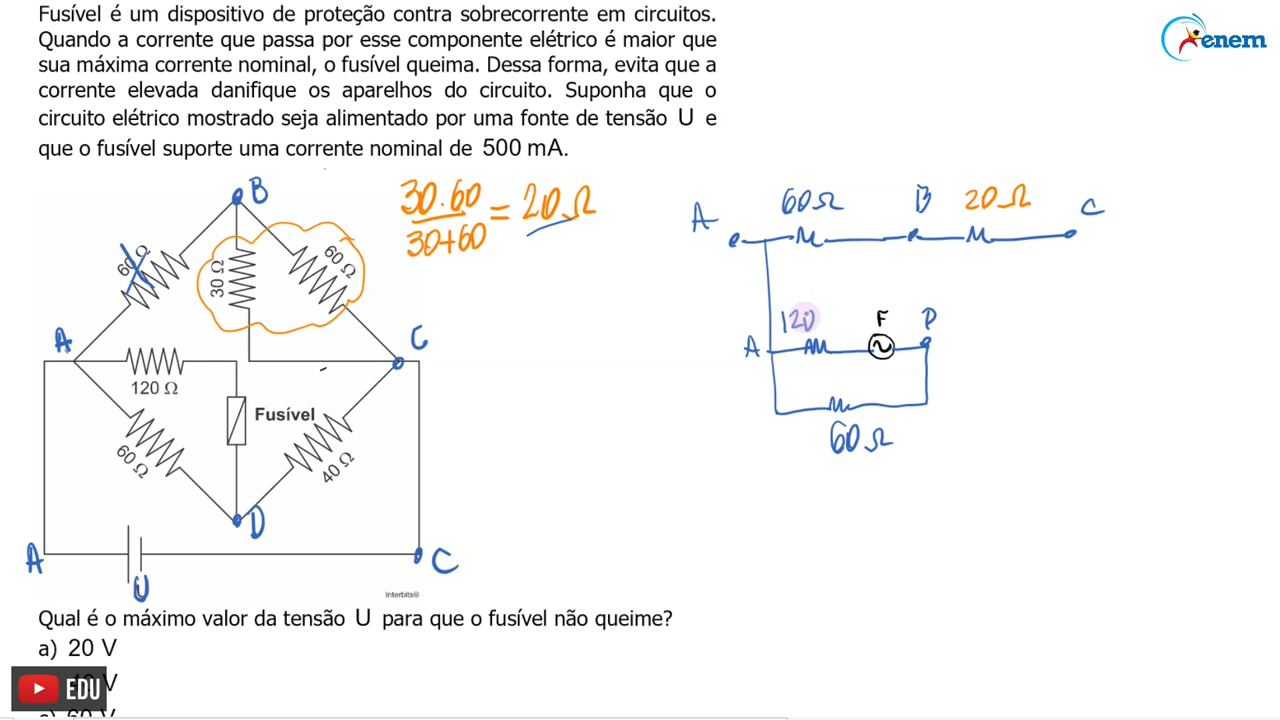 Fusível é um dispositivo de proteção contra sobrecorrente em circuitos.
Quando a corrente que passa por esse componente elétrico é maior que
sua máxima corrente nominal, o fusível queima. Dessa forma, evita que a
corrente elevada danifique os aparelhos do circuito. Suponha que o
circuito elétrico mostrado seja alimentado por uma fonte de tensão U e
que o fusível suporte uma corrente nominal de 500 mA.
enem
B
60 Ω
30 Ω
60 Ω
A
C
120 Ω
Fusível
60 Ω
40 Ω
D
A
U
C
Interbits®
30.60
30+60
= 20Ω
A
60Ω
B
20Ω
C
A
120
F
D
60Ω
Qual é o máximo valor da tensão U para que o fusível não queime?
a) 20 V
V
EDU
c) 60 V